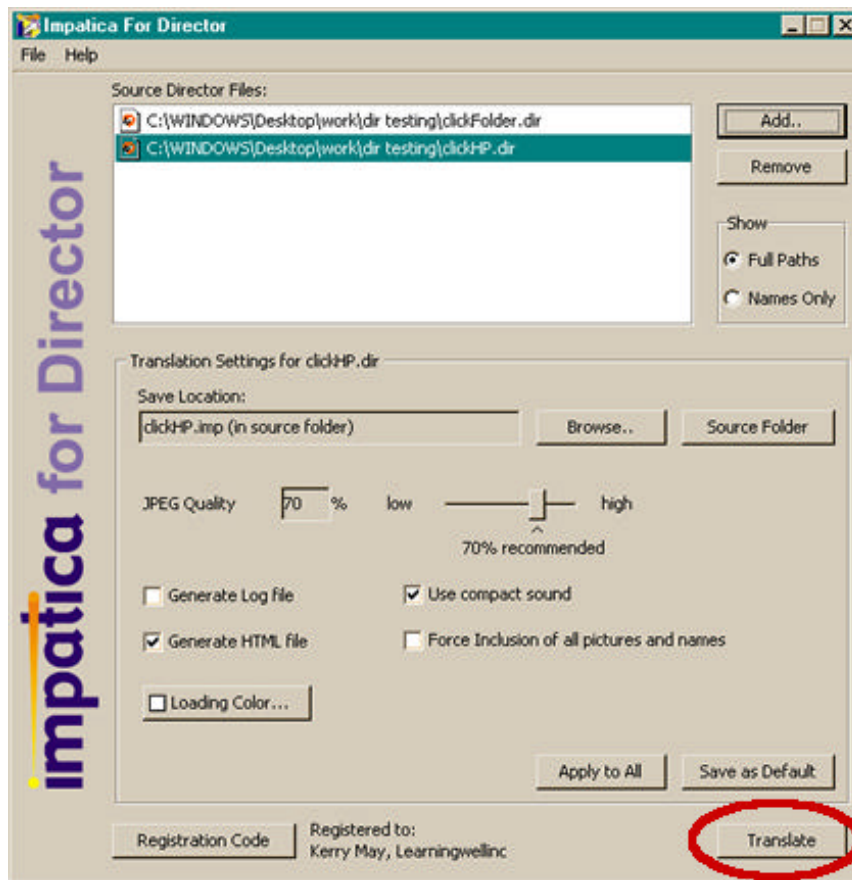 Impatica For Director
File Help
Source Director Files:
C:\WINDOWS\Desktop\work\dir testing\clickFolder.dir
C:\WINDOWS\Desktop\work\dir testing\clickHP.dir
Add..
Remove
Show
Full Paths
Names Only
impatica for Director
Translation Settings for clickHP.dir
Save Location:
clickHP.imp (in source folder)
Browse..
Source Folder
JPEG Quality 70 % low high
70% recommended
Generate Log file
Use compact sound
Generate HTML file
Force Inclusion of all pictures and names
Loading Color...
Apply to All
Save as Default
Registration Code
Registered to:
Kerry May, Learningwellinc
Translate